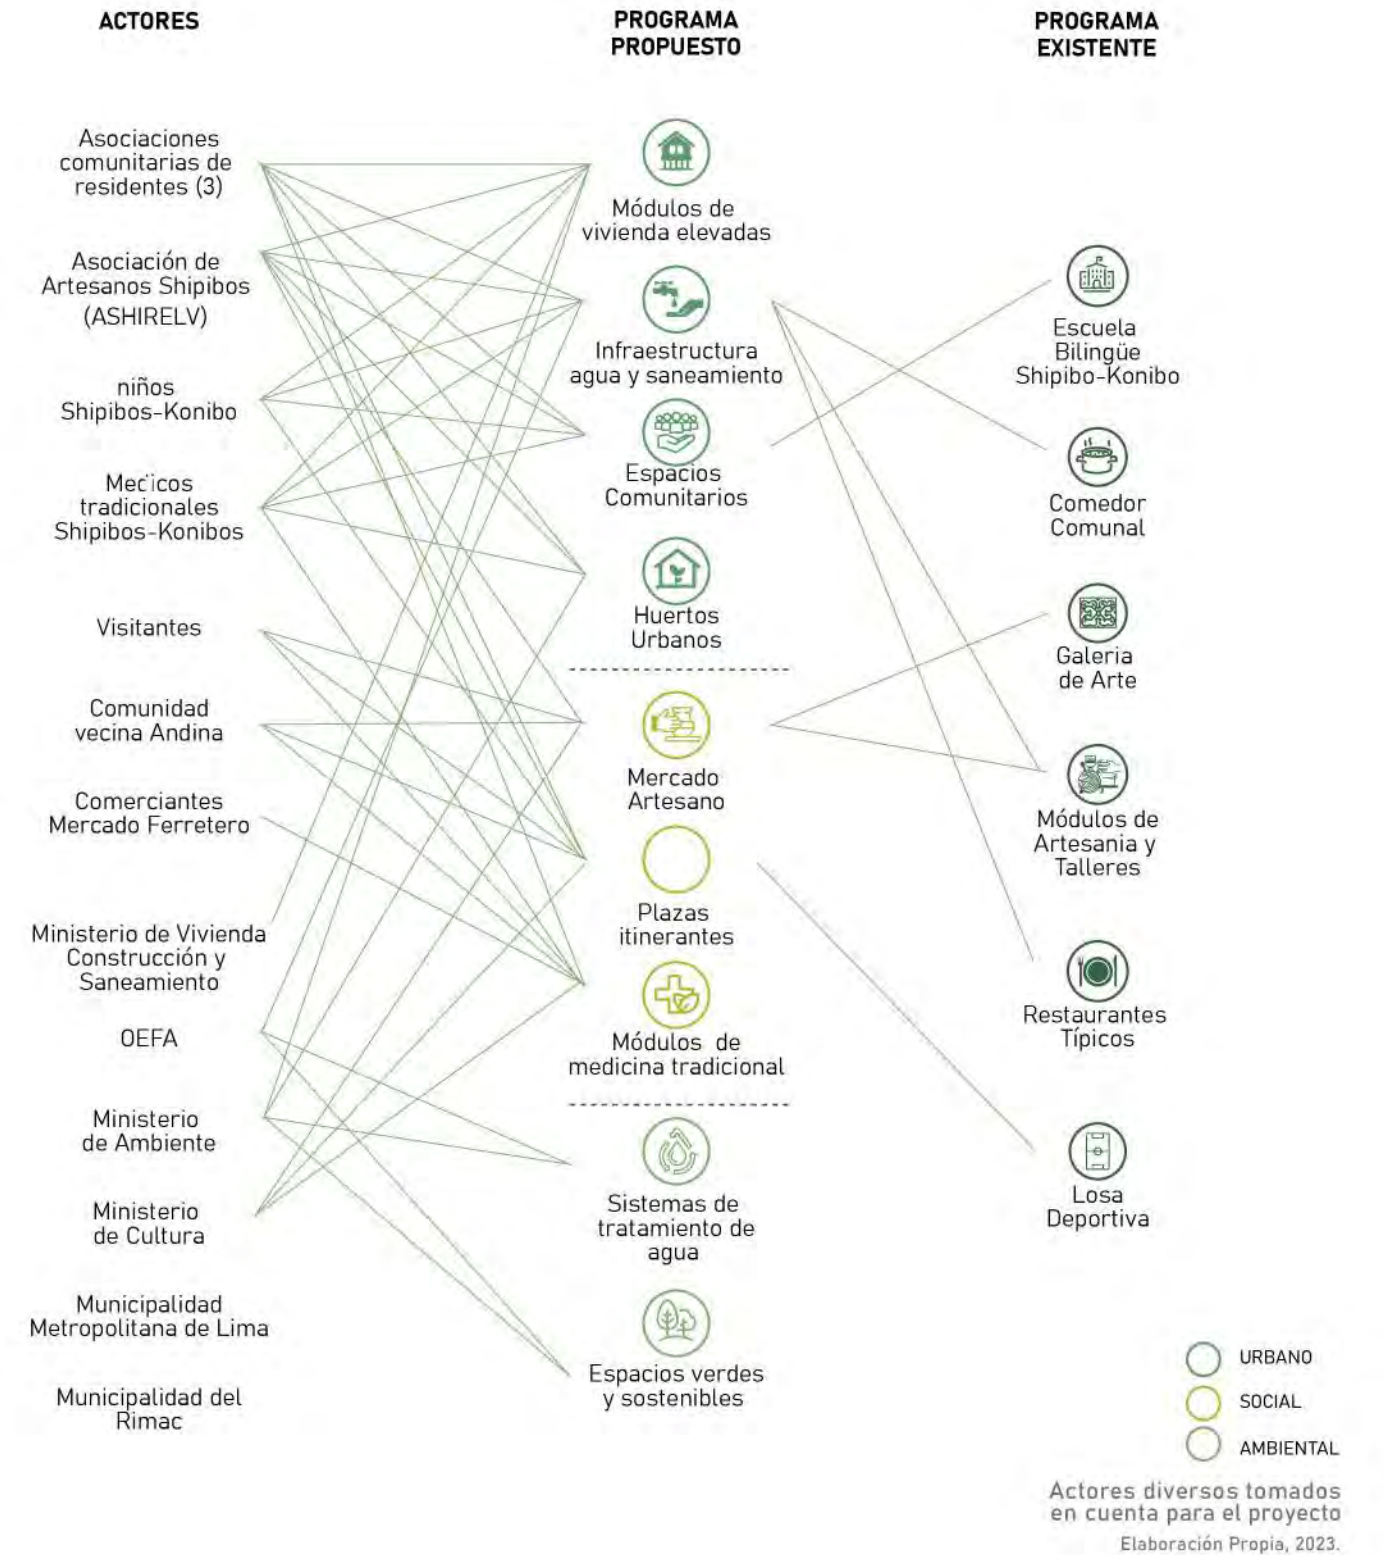 ACTORES
Asociaciones
comunitarias de
residentes (3)
Asociación de
Artesanos Shipibos
(ASHIRELV)
niños
Shipibos-Konibo
Medicos
tradicionales
Shipibos-Konibos
Visitantes
Comunidad
vecina Andina
Comerciantes
Mercado Ferretero
Ministerio de Vivienda
Construcción y
Saneamiento
OEFA
Ministerio
de Ambiente
Ministerio
de Cultura
Municipalidad
Metropolitana de Lima
Municipalidad del
Rimac
PROGRAMA
PROPUESTO
Módulos de
vivienda elevadas
Infraestructura
agua y saneamiento
Espacios
Comunitarios
Huertos
Urbanos
Mercado
Artesano
Plazas
itinerantes
Módulos de
medicina tradicional
Sistemas de
tratamiento de
agua
Espacios verdes
y sostenibles
PROGRAMA
EXISTENTE
Escuela
Bilingüe
Shipibo-Konibo
Comedor
Comunal
Galeria
de Arte
Módulos de
Artesania y
Talleres
Restaurantes
Típicos
Losa
Deportiva
URBANO
SOCIAL
AMBIENTAL
Actores diversos tomados
en cuenta para el proyecto
Elaboración Propia, 2023.